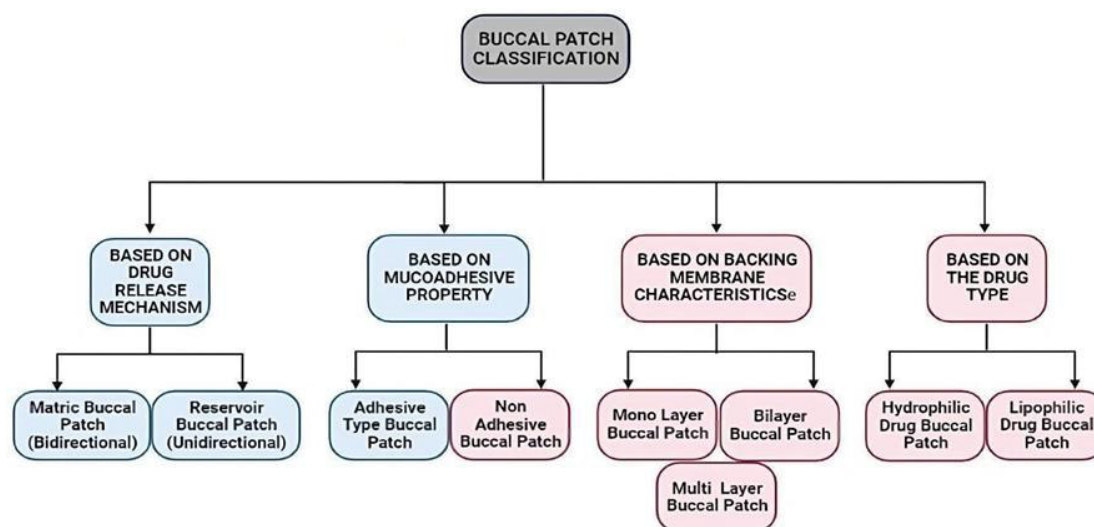 BUCCAL PATCH
CLASSIFICATION
BASED ON
DRUG
RELEASE
MECHANISM
BASED ON
MUCOADHESIVE
PROPERTY
BASED ON BACKING
MEMBRANE
CHARACTERISTICSe
BASED ON
THE DRUG
TYPE
Matric Buccal
Patch
(Bidirectional)
Reservoir
Buccal Patch
(Unidirectional)
Adhesive
Type Buccal
Patch
Non
Adhesive
Buccal Patch
Mono Layer
Buccal Patch
Bilayer
Buccal Patch
Multi Layer
Buccal Patch
Hydrophilic
Drug Buccal
Patch
Lipophilic
Drug Buccal
Patch